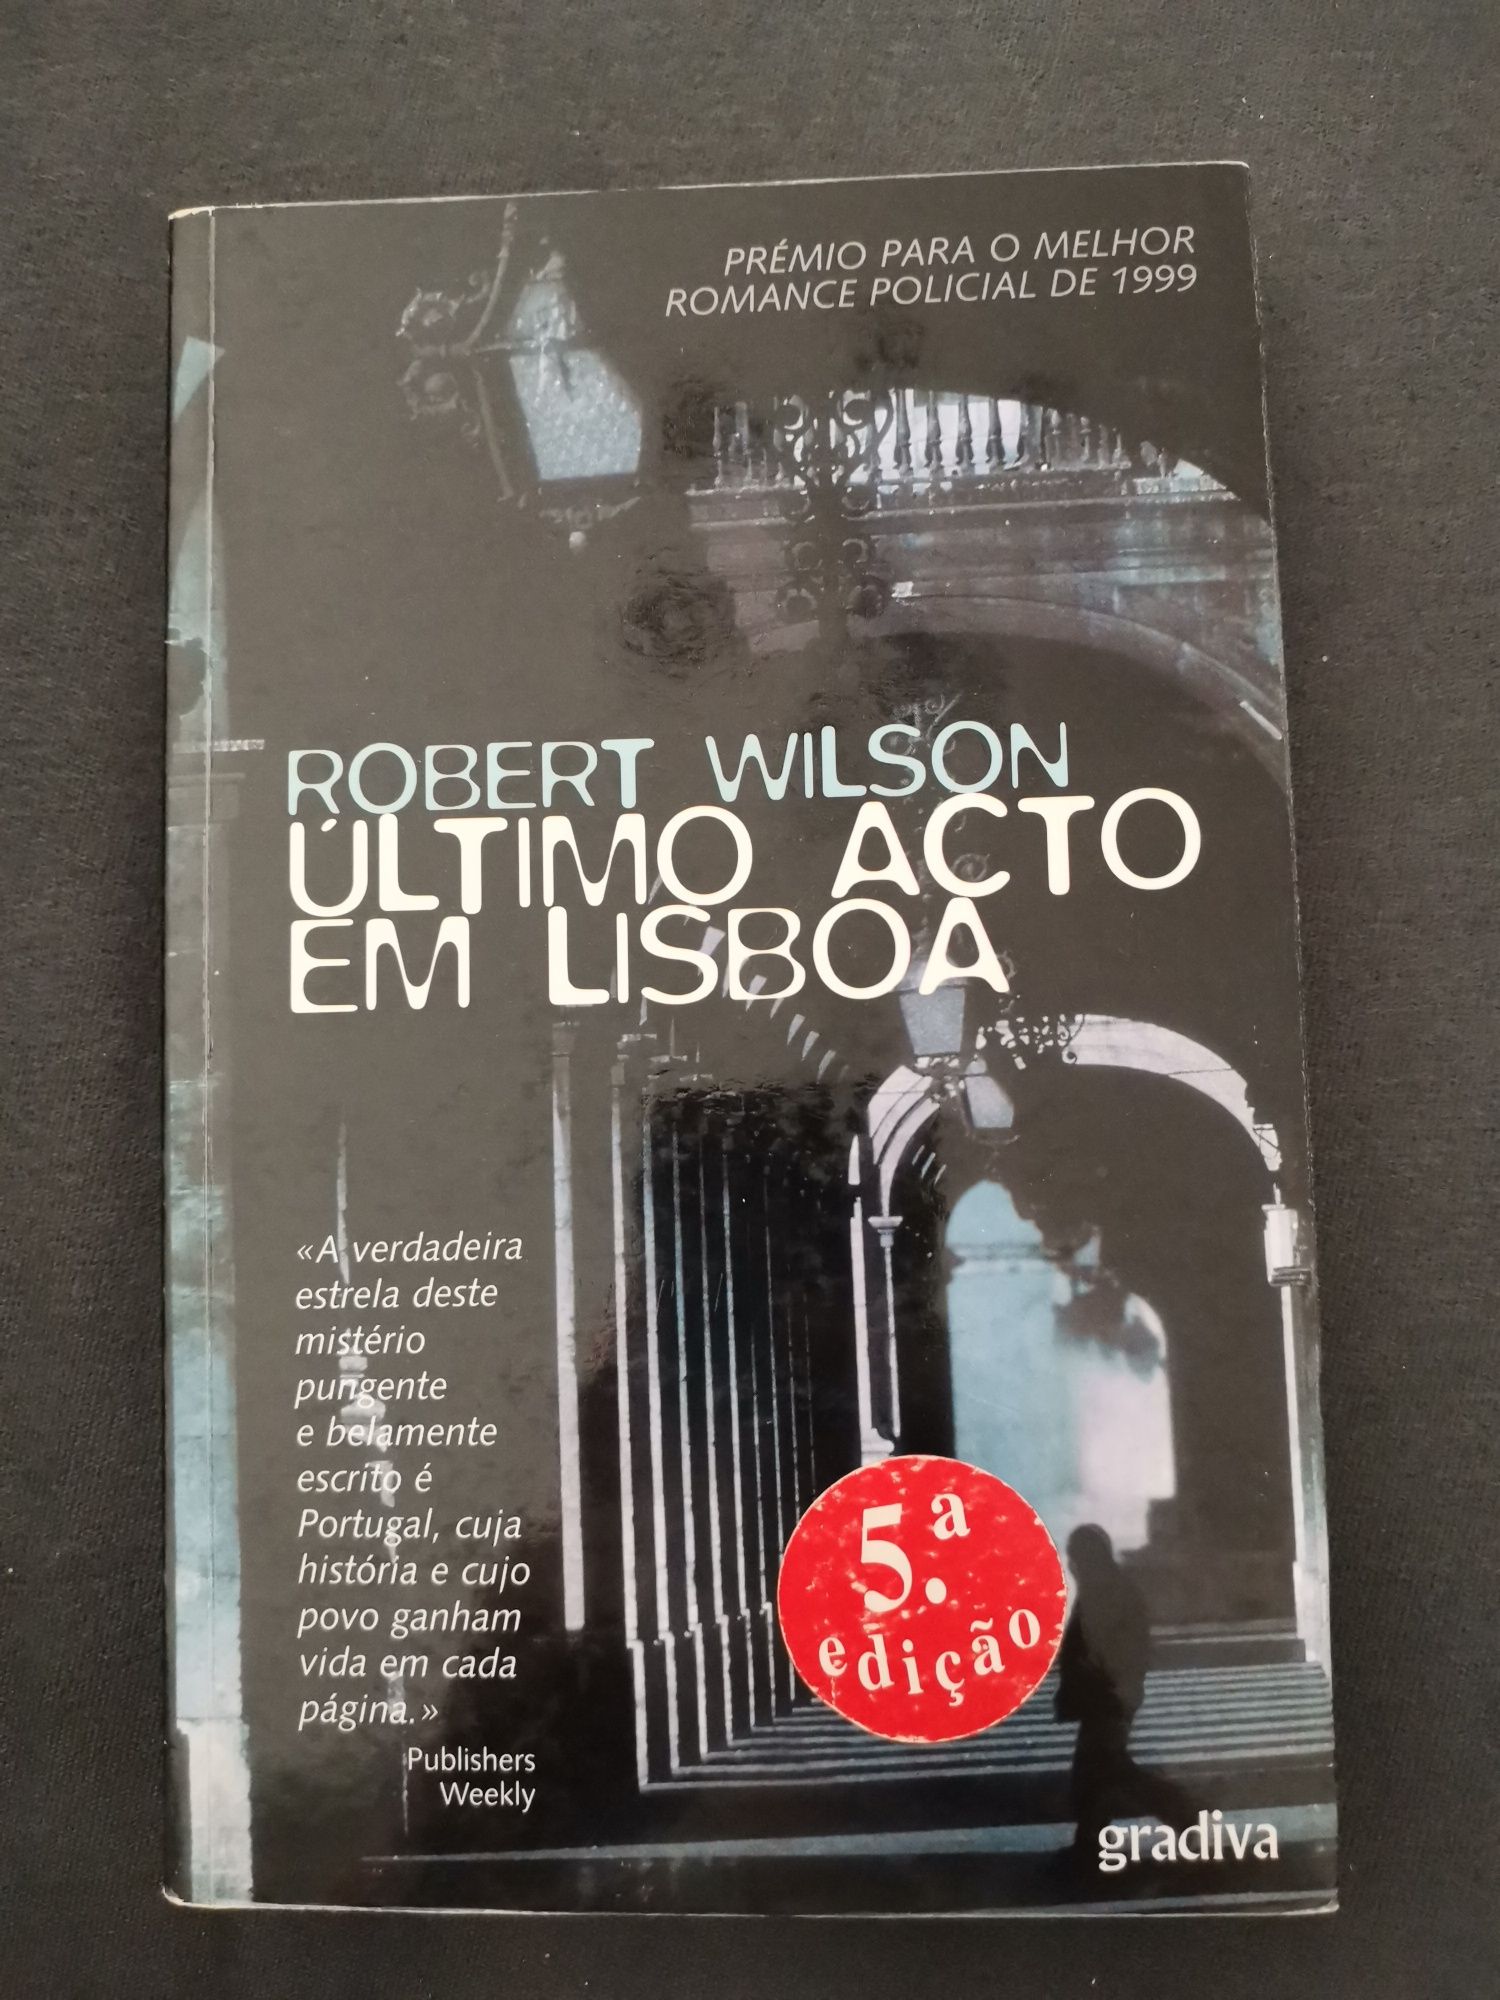 PRÉMIO PARA O MELHOR
ROMANCE POLICIAL DE 1999
ROBERT WILSON
ÚLTIMO ACTO
EM LISBOA
«A verdadeira
estrela deste
mistério
pungente
e belamente
escrito é
Portugal, cuja
história e cujo
povo ganham
vida em cada
página.»
Publishers
Weekly
5.ª
edição
gradiva